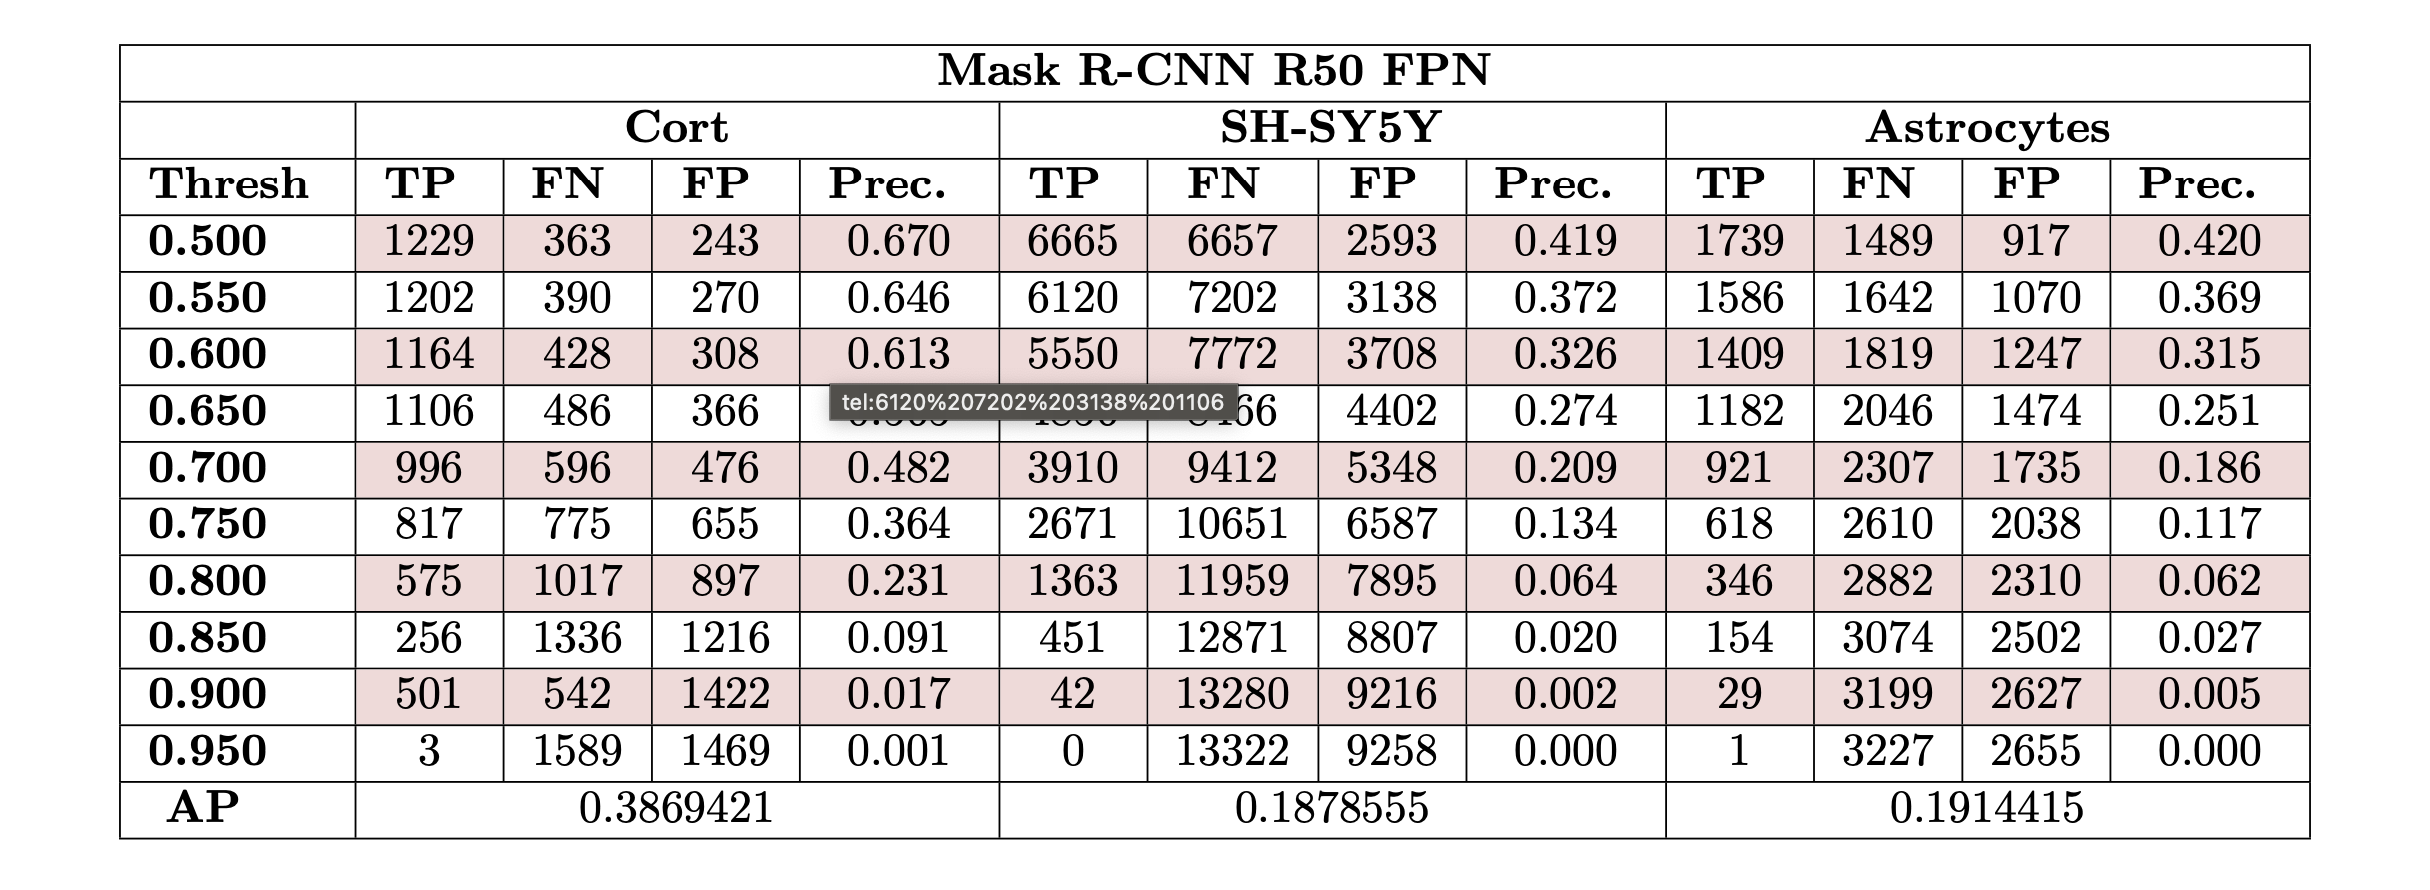 Mask R-CNN R50 FPN
Cort SH-SY5Y Astrocytes
Thresh TP FN FP Prec. TP FN FP Prec. TP FN FP Prec.
0.500 1229 363 243 0.670 6665 6657 2593 0.419 1739 1489 917 0.420
0.550 1202 390 270 0.646 6120 7202 3138 0.372 1586 1642 1070 0.369
0.600 1164 428 308 0.613 5550 7772 3708 0.326 1409 1819 1247 0.315
tel:6120%207202%203138%201106
0.650 1106 486 366 4402 0.274 1182 2046 1474 0.251
0.700 996 596 476 0.482 3910 9412 5348 0.209 921 2307 1735 0.186
0.750 817 775 655 0.364 2671 10651 6587 0.134 618 2610 2038 0.117
0.800 575 1017 897 0.231 1363 11959 7895 0.064 346 2882 2310 0.062
0.850 256 1336 1216 0.091 451 12871 8807 0.020 154 3074 2502 0.027
0.900 501 542 1422 0.017 42 13280 9216 0.002 29 3199 2627 0.005
0.950 3 1589 1469 0.001 0 13322 9258 0.000 1 3227 2655 0.000
AP 0.3869421 0.1878555 0.1914415